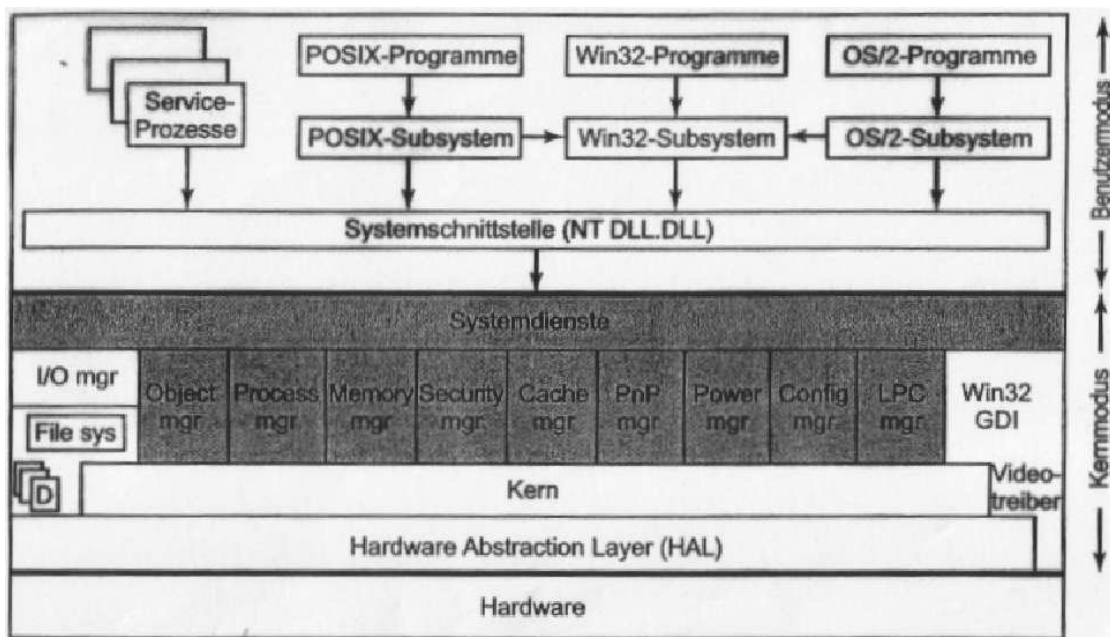 POSIX-Programme
Win32-Programme
OS/2-Programme
Service-
Prozesse
POSIX-Subsystem
Win32-Subsystem
OS/2-Subsystem
Systemschnittstelle (NT DLL.DLL)
Benutzermodus
Systemdienste
I/O mgr
File sys
D
Object
mgr
Process
mgr
Memory
mgr
Security
mgr
Cache
mgr
PnP
mgr
Power
mgr
Config
mgr
LPC
mgr
Win32
GDI
Video-
treiber
Kern
Hardware Abstraction Layer (HAL)
Kernmodus
Hardware